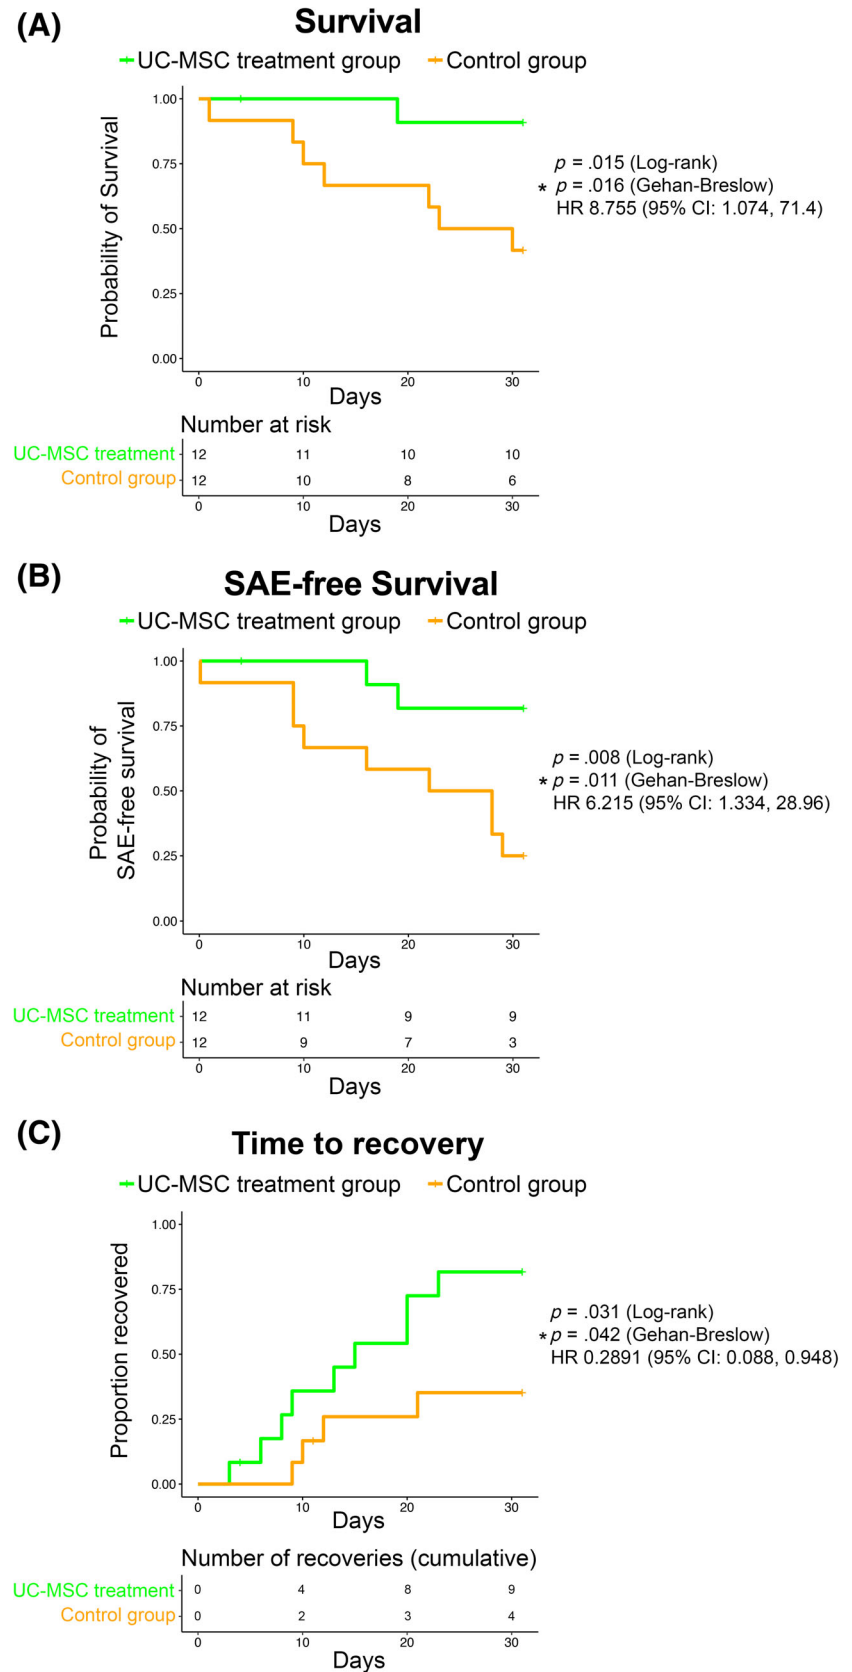 (A)
Survival
UC-MSC treatment group Control group
1.00
0.75
0.50
0.25
0.00
Probability of Survival
p = .015 (Log-rank)
* p = .016 (Gehan-Breslow)
HR 8.755 (95% CI: 1.074, 71.4)
0 10 20 30
Days
Number at risk
UC-MSC treatment 12 11 10 10
Control group 12 10 8 6
0 10 20 30
Days
(B)
SAE-free Survival
UC-MSC treatment group Control group
1.00
0.75
0.50
0.25
0.00
Probability of
SAE-free survival
p = .008 (Log-rank)
* p = .011 (Gehan-Breslow)
HR 6.215 (95% CI: 1.334, 28.96)
0 10 20 30
Days
Number at risk
UC-MSC treatment 12 11 9 9
Control group 12 9 7 3
0 10 20 30
Days
(C)
Time to recovery
UC-MSC treatment group Control group
1.00
0.75
0.50
0.25
0.00
Proportion recovered
p = .031 (Log-rank)
* p = .042 (Gehan-Breslow)
HR 0.2891 (95% CI: 0.088, 0.948)
0 10 20 30
Days
Number of recoveries (cumulative)
UC-MSC treatment 0 4 8 9
Control group 0 2 3 4
0 10 20 30
Days